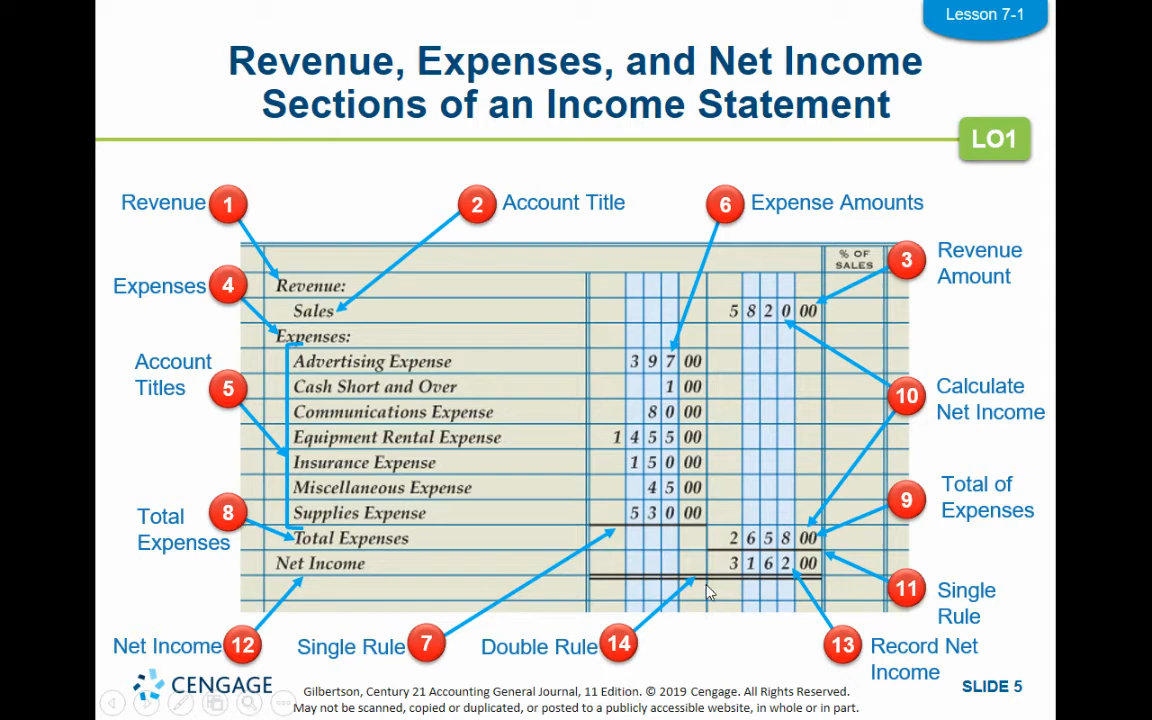 Lesson 7-1
Revenue, Expenses, and Net Income
Sections of an Income Statement
LO1
Revenue 1
2 Account Title
6 Expense Amounts
% OF
SALES
3 Revenue
Amount
Expenses 4
Revenue:
Sales 5 8 2 0 00
Expenses:
Account
Titles 5
Advertising Expense 3 9 7 00
Cash Short and Over 1 00
10 Calculate
Net Income
Communications Expense 8 0 00
Equipment Rental Expense 1 4 5 5 00
Insurance Expense 1 5 0 00
Miscellaneous Expense 4 5 00
Supplies Expense 5 3 0 00
Total
Expenses 8
9 Total of
Expenses
Total Expenses 2 6 5 8 00
Net Income 3 1 6 2 00
11 Single
Rule
Net Income 12
Single Rule 7
Double Rule 14
13 Record Net
Income
CENGAGE
Gilbertson, Century 21 Accounting General Journal, 11 Edition. © 2019 Cengage. All Rights Reserved.
May not be scanned, copied or duplicated, or posted to a publicly accessible website, in whole or in part.
SLIDE 5